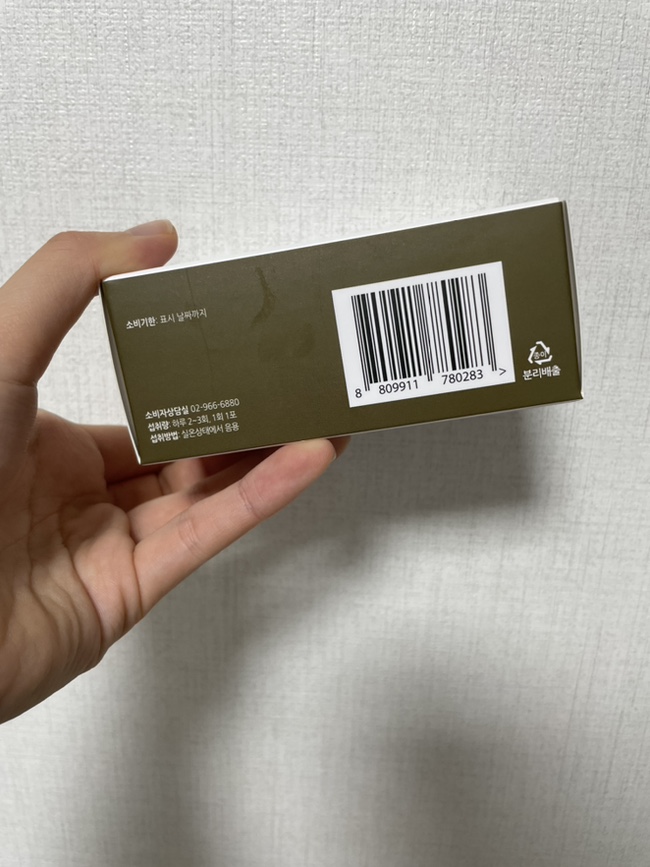 소비기한: 표시 날짜까지
소비자상담실 02-966-6880
섭취량: 하루 2~3회, 1회 1포
섭취방법: 실온상태에서 음용
8 809911 780283 >
종이
분리배출